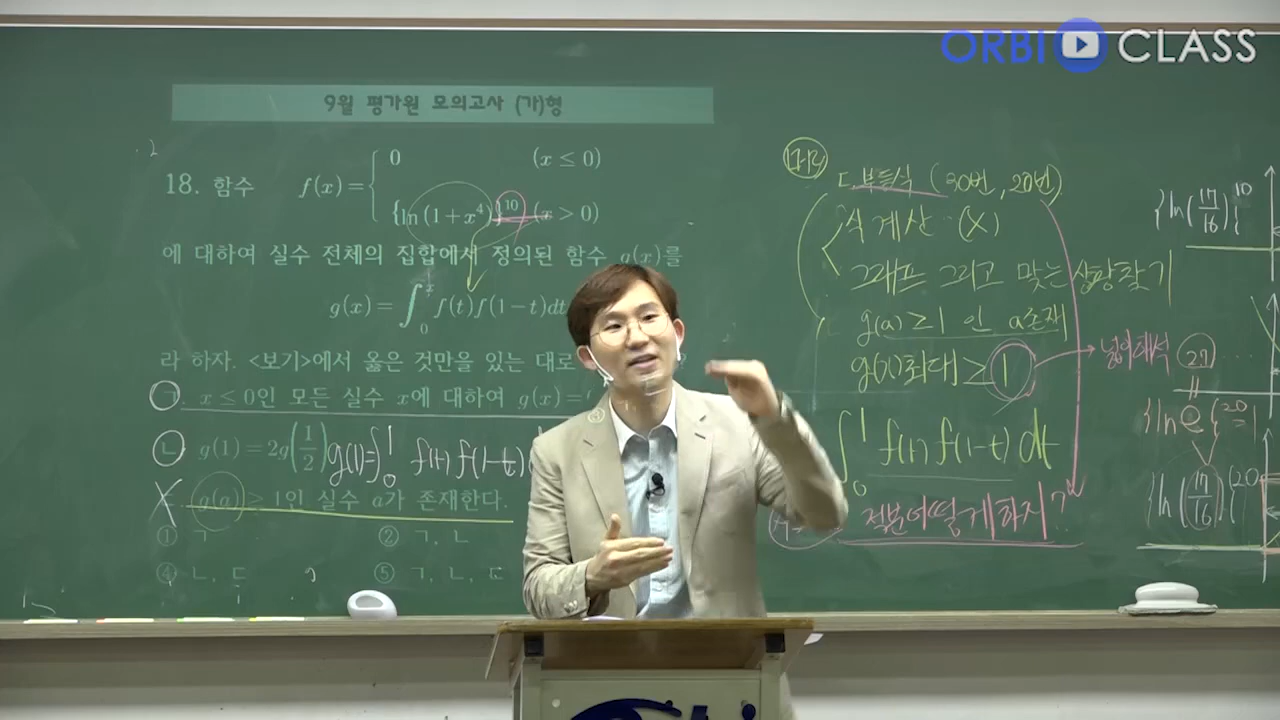 ORBI CLASS
9월 평가원 모의고사 (가)형
18. 함수 f(x)={ 0 (x≤0)
{ln(1+x⁴)}¹⁰ (x>0)
에 대하여 실수 전체의 집합에서 정의된 함수 g(x)를
g(x)=∫₀ˣ f(t)f(1-t)dt
라 하자. <보기>에서 옳은 것만을 있는 대로
ㄱ. x≤0인 모든 실수 x에 대하여 g(x)=
ㄴ. g(1)=2g(1/2) g(1)=∫₀¹ f(t) f(1-t)
g(a)≥1인 실수 a가 존재한다.
① ㄱ ② ㄱ, ㄴ
④ ㄴ, ㄷ ⑤ ㄱ, ㄴ, ㄷ
ㄷ. 부등식 (30번, 20번)
식 계산 (X)
그래프 그리고 맞는 상황찾기
g(a)≥1 인 a존재
g(x)최대≥1 → 넓이해석
∫₀¹ f(t) f(1-t) dt
적분 어떻게 하지?
{ln(17/16)}¹⁰
27
{ln e}²⁰=1
{ln(17/16)}²⁰